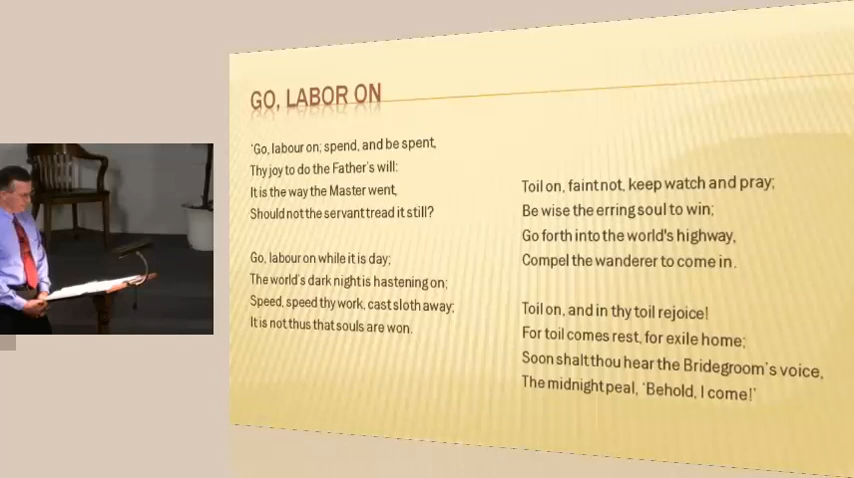 GO, LABOR ON
'Go, labour on; spend, and be spent,
Thy joy to do the Father's will:
It is the way the Master went,
Should not the servant tread it still?
Go, labour on while it is day;
The world's dark night is hastening on;
Speed, speed thy work, cast sloth away;
It is not thus that souls are won.
Toil on, faint not, keep watch and pray;
Be wise the erring soul to win;
Go forth into the world's highway,
Compel the wanderer to come in.
Toil on, and in thy toil rejoice!
For toil comes rest, for exile home;
Soon shalt thou hear the Bridegroom's voice,
The midnight peal, 'Behold, I come!'